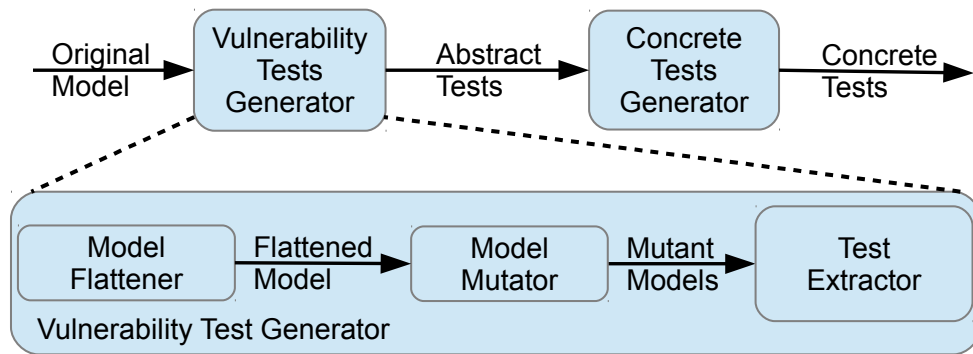 Original
Model
Vulnerability
Tests
Generator
Abstract
Tests
Concrete
Tests
Generator
Concrete
Tests
Model
Flattener
Flattened
Model
Model
Mutator
Mutant
Models
Test
Extractor
Vulnerability Test Generator